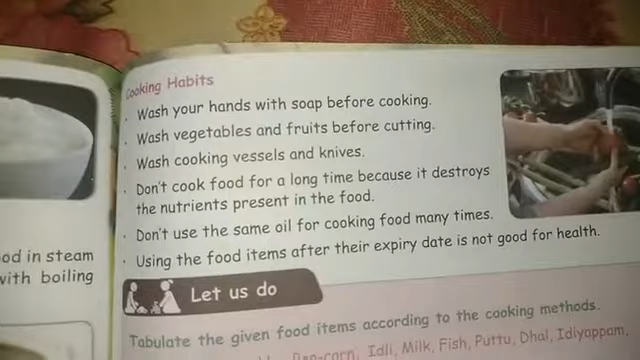 Cooking Habits
• Wash your hands with soap before cooking.
• Wash vegetables and fruits before cutting.
• Wash cooking vessels and knives.
• Don't cook food for a long time because it destroys
the nutrients present in the food.
• Don't use the same oil for cooking food many times.
• Using the food items after their expiry date is not good for health.
in steam
with boiling
Let us do
Tabulate the given food items according to the cooking methods.
Idli, Milk, Fish, Puttu, Dhal, Idiyappam,